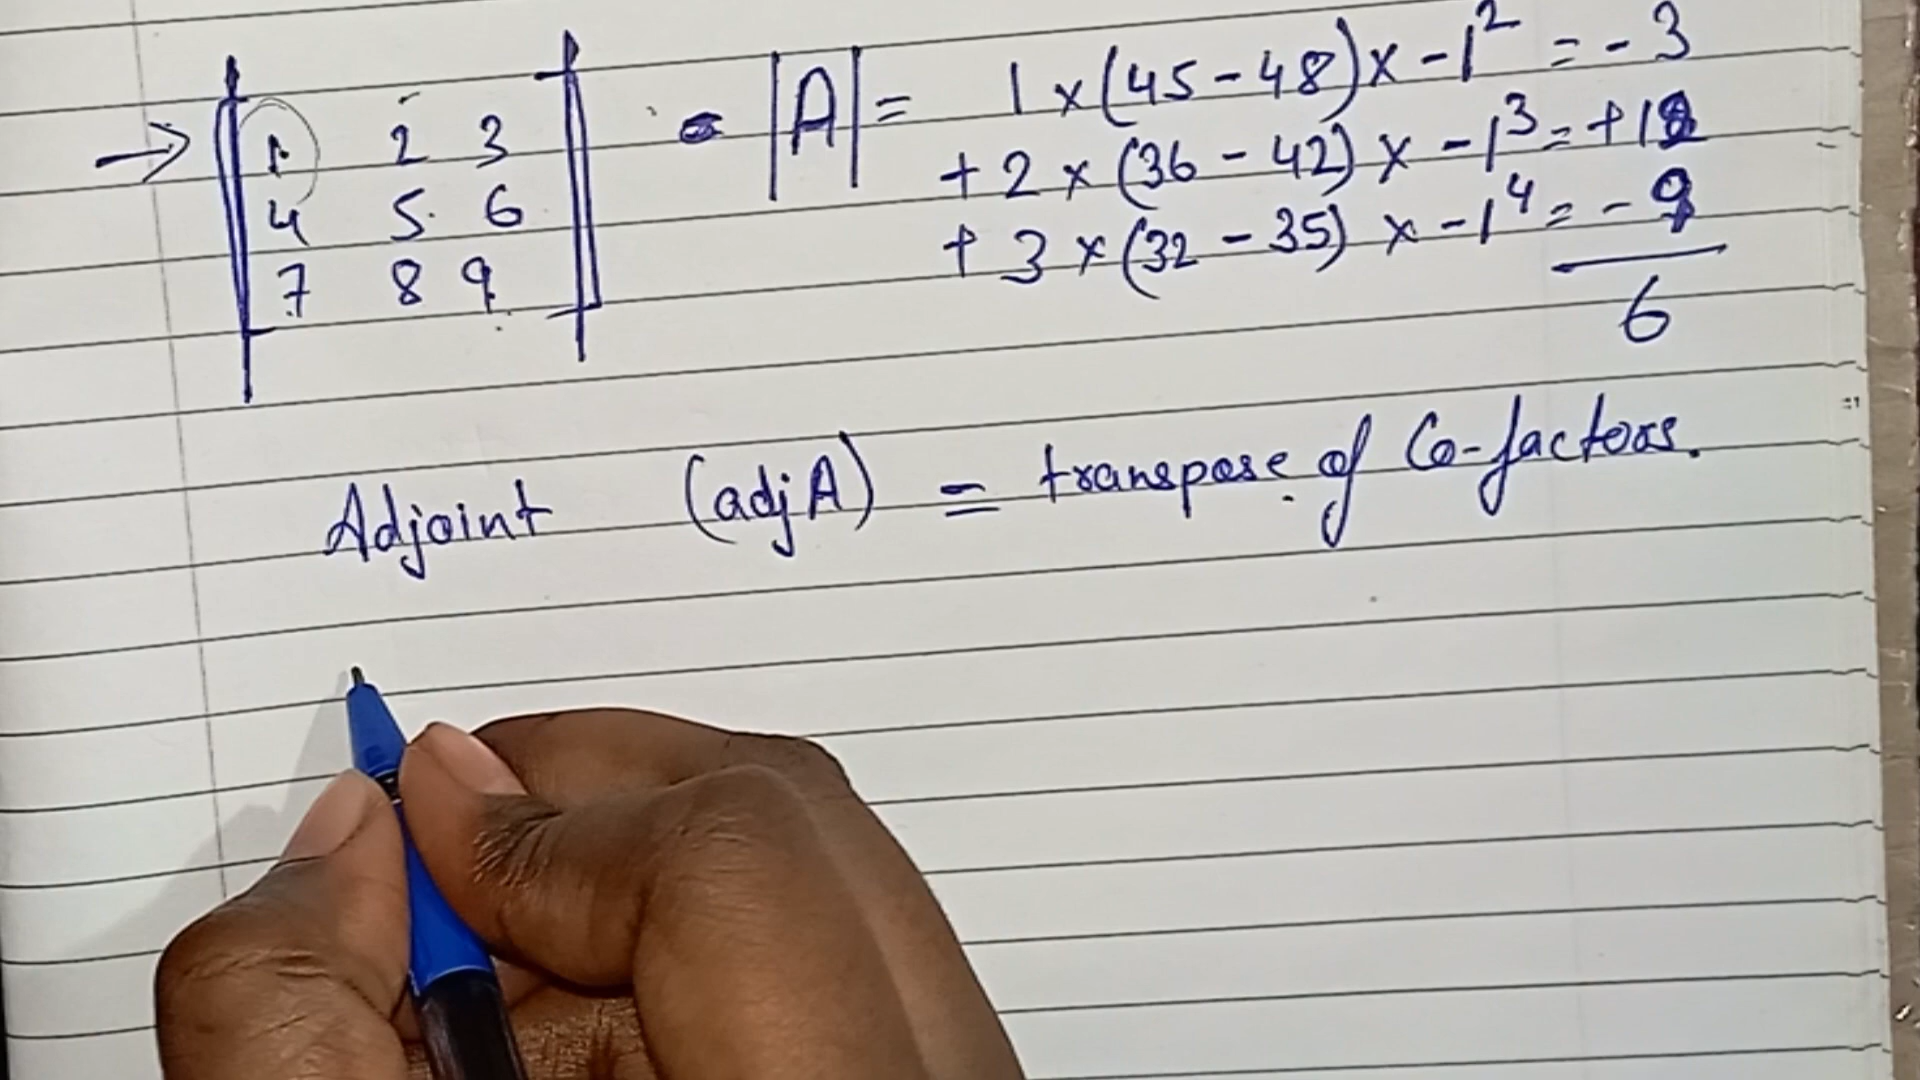 → | 1 2 3 | |A| = 1 x (45 - 48) x -1² = - 3
4 5 6 + 2 x (36 - 42) x -1³ = +12
7 8 9 + 3 x (32 - 35) x -1⁴ = - 9
6
Adjoint (adj A) = transpose of Co-factors.